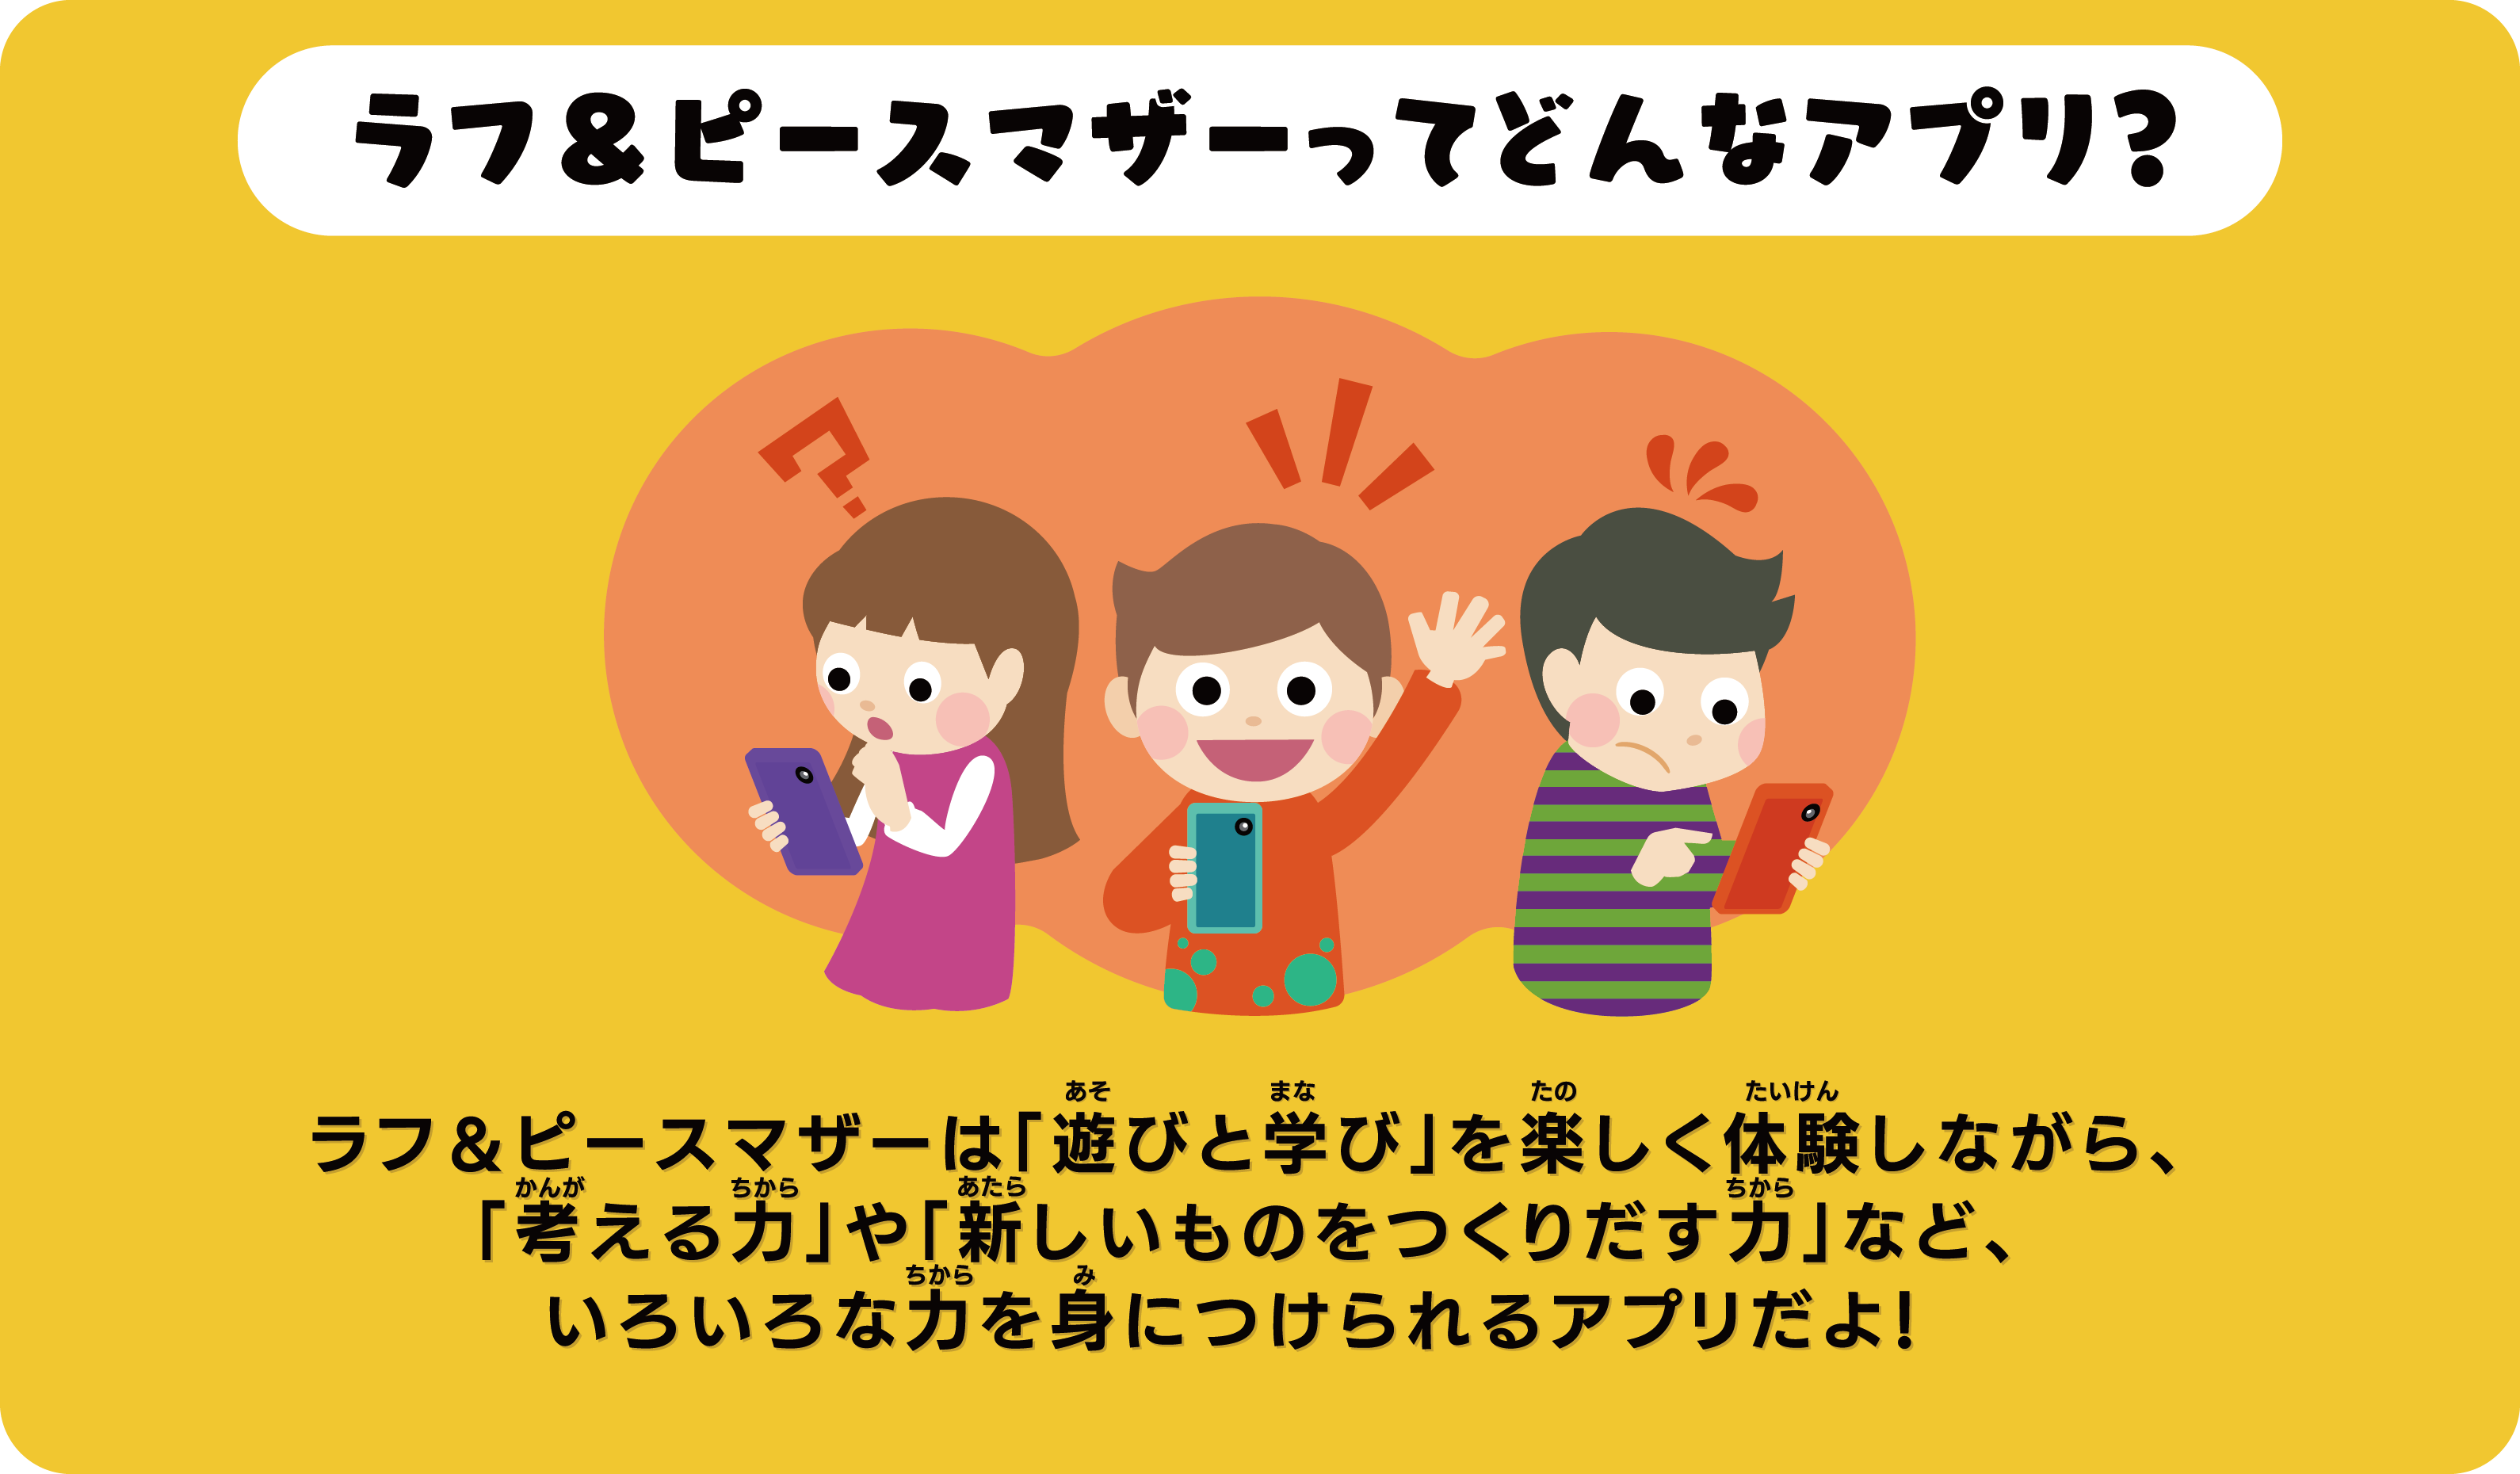 ラフ&ピースマザーってどんなアプリ?
あそ まな たの たいけん
ラフ&ピースマザーは「遊びと学び」を楽しく体験しながら、
かんが ちから あたら ちから
「考える力」や「新しいものをつくりだす力」など、
ちから み
いろいろな力を身につけられるアプリだよ!